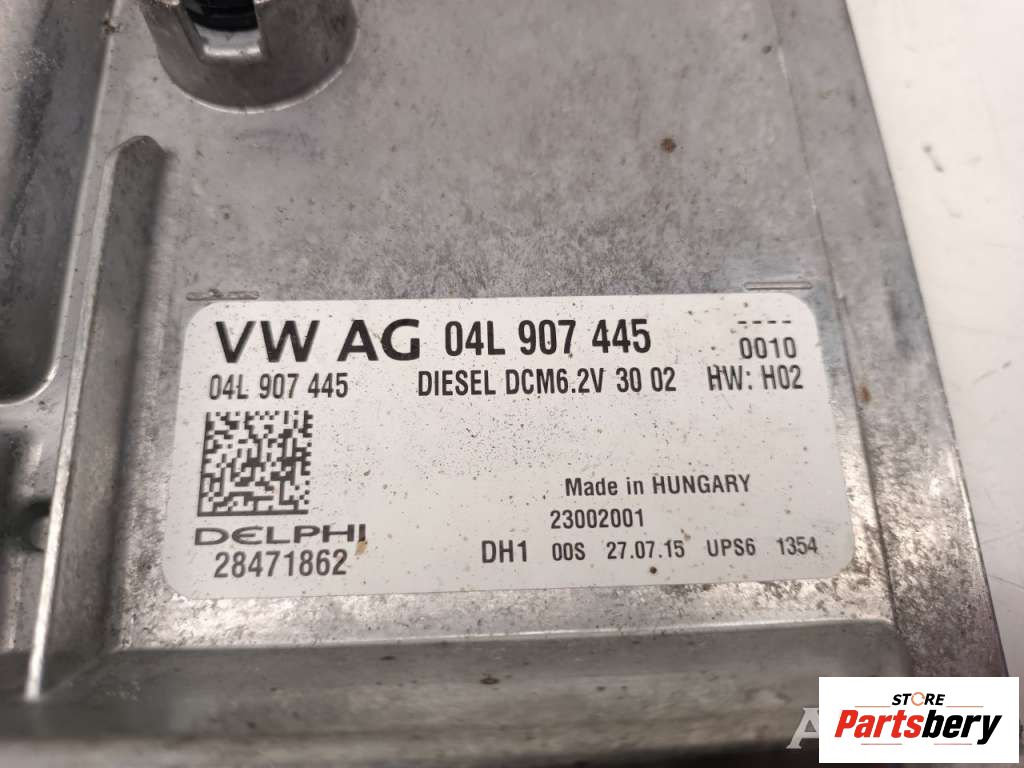 VW AG 04L 907 445 ----
0010
04L 907 445 DIESEL DCM6.2V 30 02 HW: H02
Made in HUNGARY
23002001
DELPHI
28471862
DH1 00S 27.07.15 UPS6 1354
STORE
Partsbery